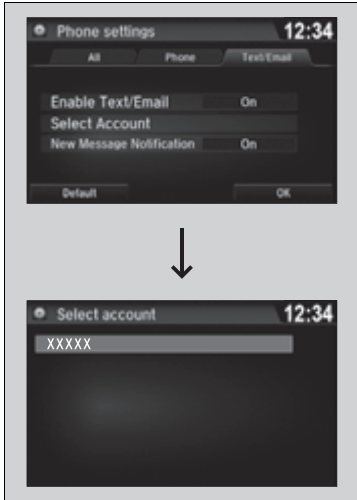 Phone settings 12:34
All Phone Text/Email
Enable Text/Email On
Select Account
New Message Notification On
Default OK
Select account 12:34
XXXXX